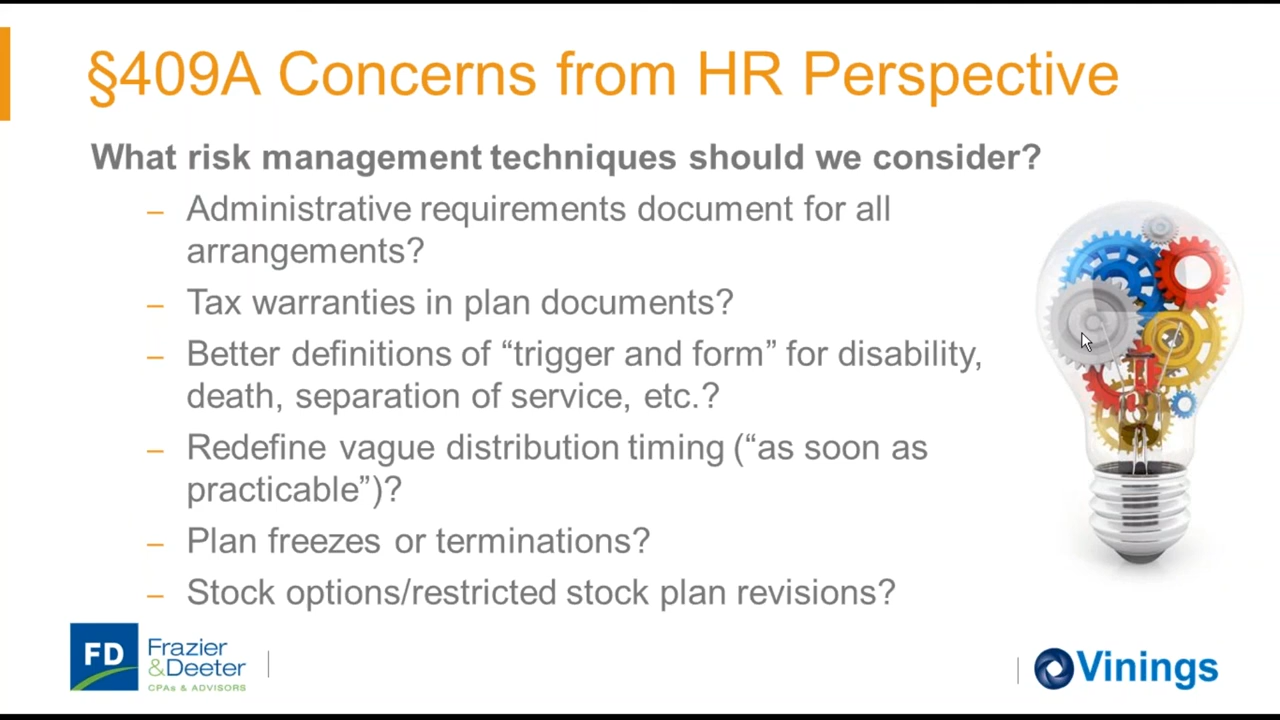 §409A Concerns from HR Perspective
What risk management techniques should we consider?
– Administrative requirements document for all
arrangements?
– Tax warranties in plan documents?
– Better definitions of “trigger and form” for disability,
death, separation of service, etc.?
– Redefine vague distribution timing (“as soon as
practicable”)?
– Plan freezes or terminations?
– Stock options/restricted stock plan revisions?
FD
Frazier
&Deeter
CPAs & ADVISORS
Vinings